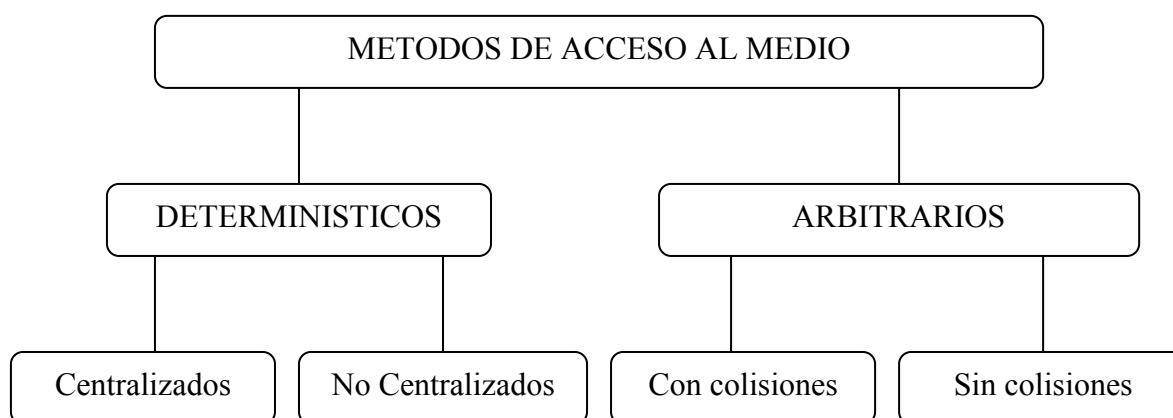 METODOS DE ACCESO AL MEDIO
DETERMINISTICOS
ARBITRARIOS
Centralizados
No Centralizados
Con colisiones
Sin colisiones